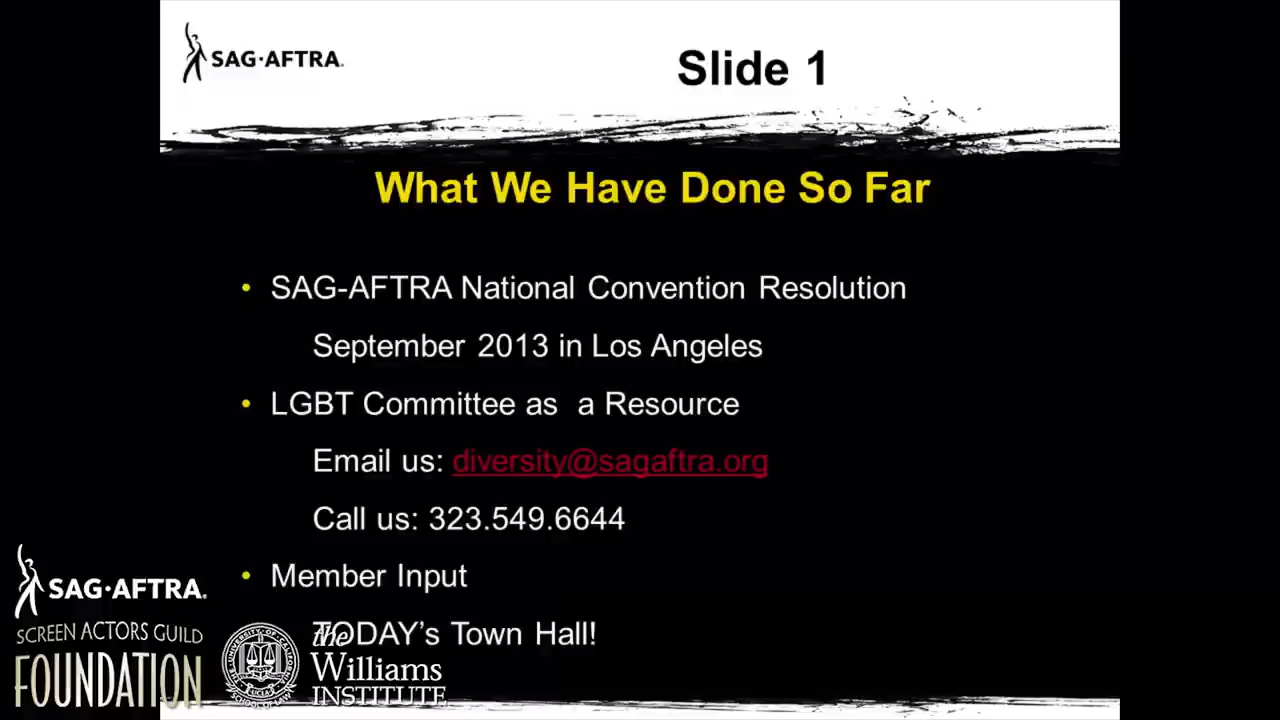 SAG·AFTRA.
Slide 1
What We Have Done So Far
• SAG-AFTRA National Convention Resolution
September 2013 in Los Angeles
• LGBT Committee as a Resource
Email us: diversity@sagaftra.org
Call us: 323.549.6644
• Member Input
TODAY's Town Hall!
SAG·AFTRA.
SCREEN ACTORS GUILD
FOUNDATION
the
Williams
INSTITUTE